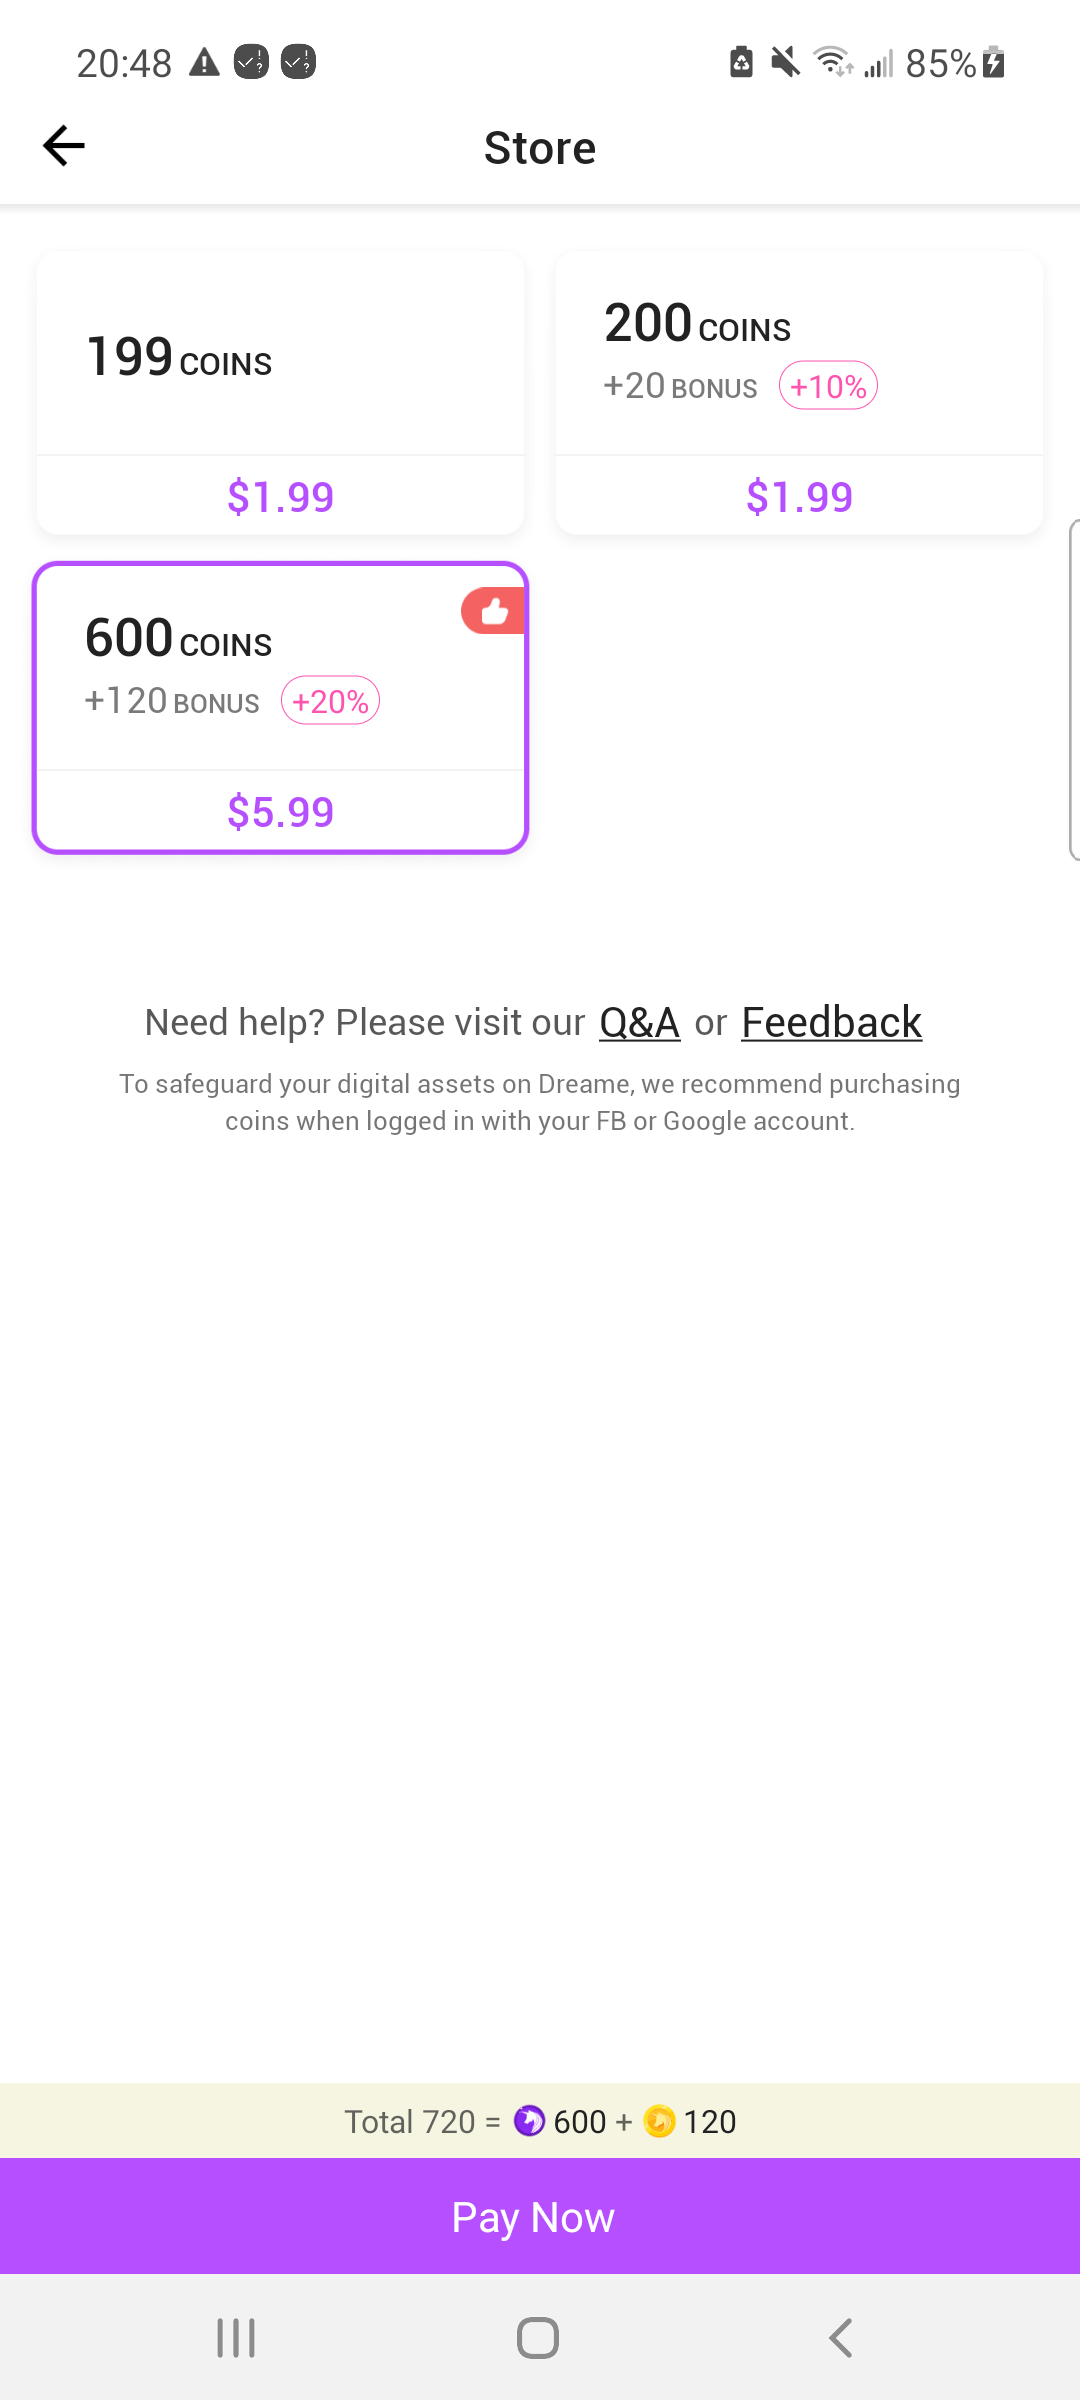 20:48
85%
Store
199 COINS
$1.99
200 COINS
+20 BONUS +10%
$1.99
600 COINS
+120 BONUS +20%
$5.99
Need help? Please visit our Q&A or Feedback
To safeguard your digital assets on Dreame, we recommend purchasing
coins when logged in with your FB or Google account.
Total 720 = 600 + 120
Pay Now